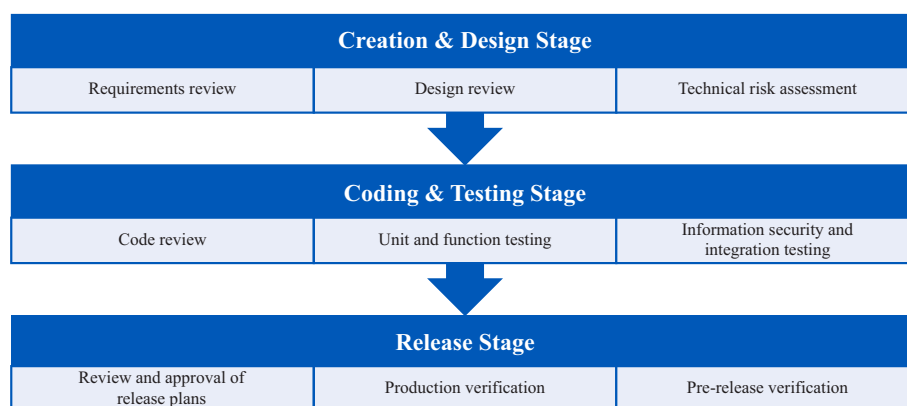 Creation & Design Stage
Requirements review
Design review
Technical risk assessment
Coding & Testing Stage
Code review
Unit and function testing
Information security and
integration testing
Release Stage
Review and approval of
release plans
Production verification
Pre-release verification